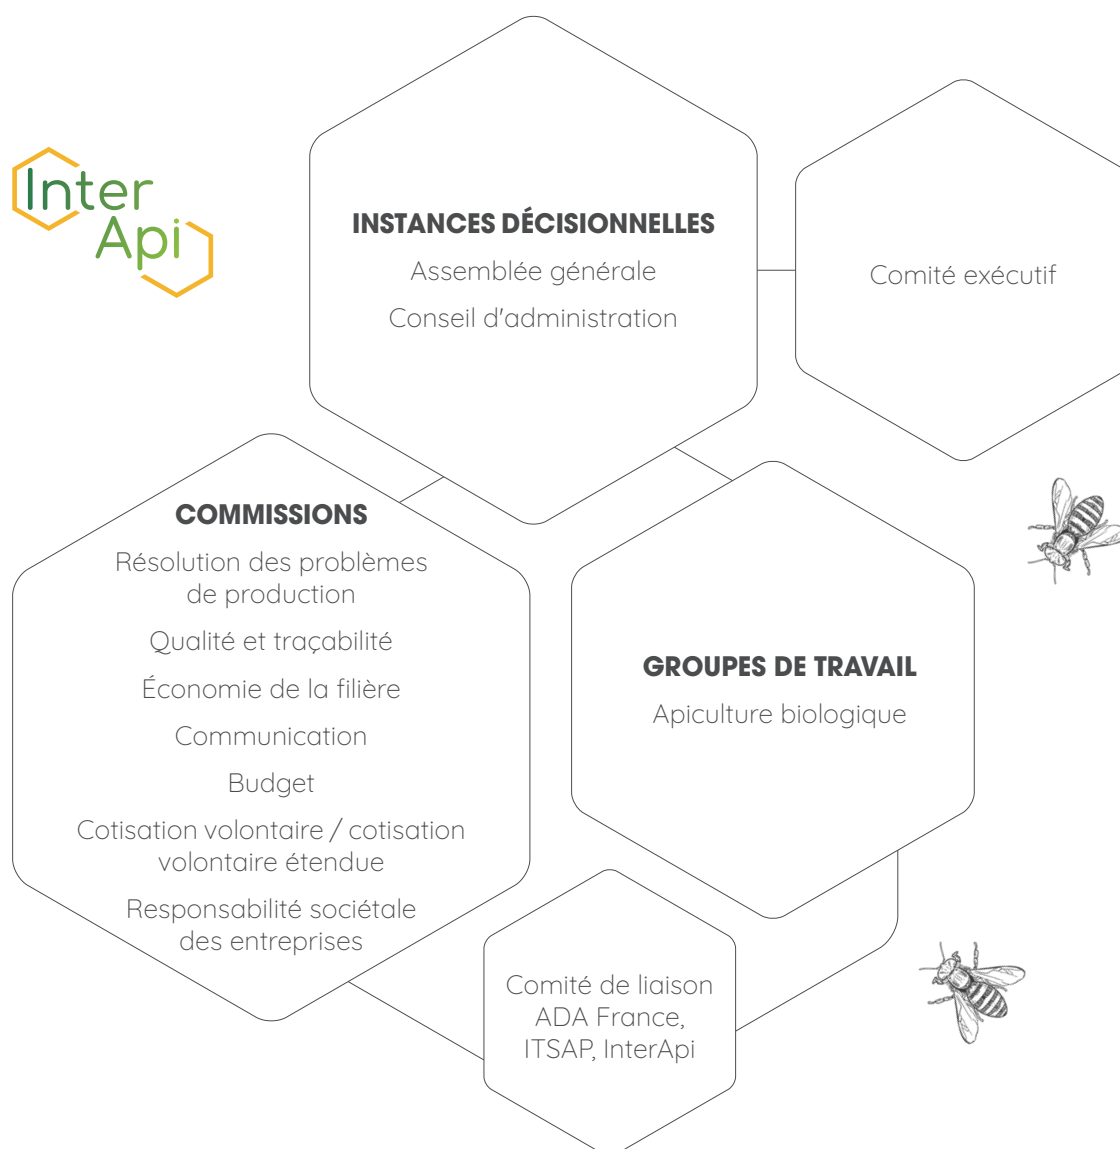 Inter
Api
INSTANCES DÉCISIONNELLES
Assemblée générale
Conseil d'administration
Comité exécutif
COMMISSIONS
Résolution des problèmes
de production
Qualité et traçabilité
Économie de la filière
Communication
Budget
Cotisation volontaire / cotisation
volontaire étendue
Responsabilité sociétale
des entreprises
GROUPES DE TRAVAIL
Apiculture biologique
Comité de liaison
ADA France,
ITSAP, InterApi